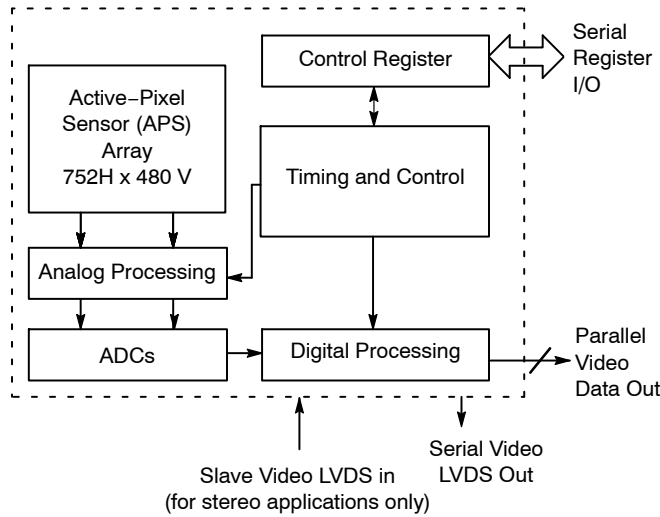 Control Register
Serial
Register
I/O
Active−Pixel
Sensor (APS)
Array
752H x 480 V
Timing and Control
Analog Processing
ADCs
Digital Processing
Parallel
Video
Data Out
Slave Video LVDS in
(for stereo applications only)
Serial Video
LVDS Out